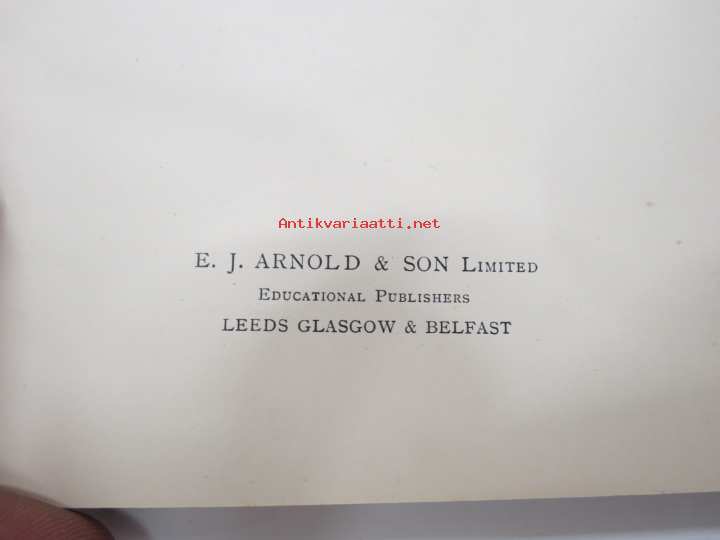 Antikvariaatti.net
E. J. ARNOLD & SON LIMITED
EDUCATIONAL PUBLISHERS
LEEDS GLASGOW & BELFAST